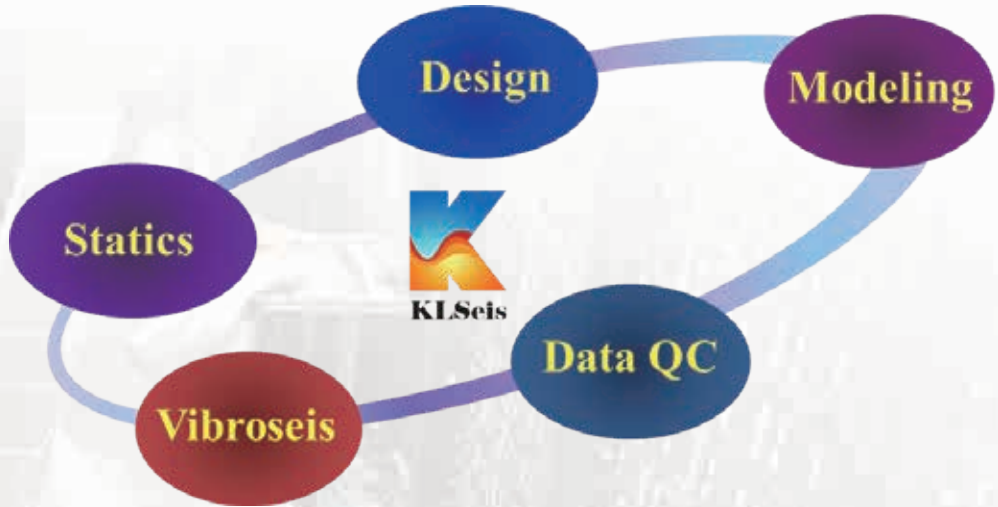 Design
Modeling
Statics
KLSeis
Data QC
Vibroseis